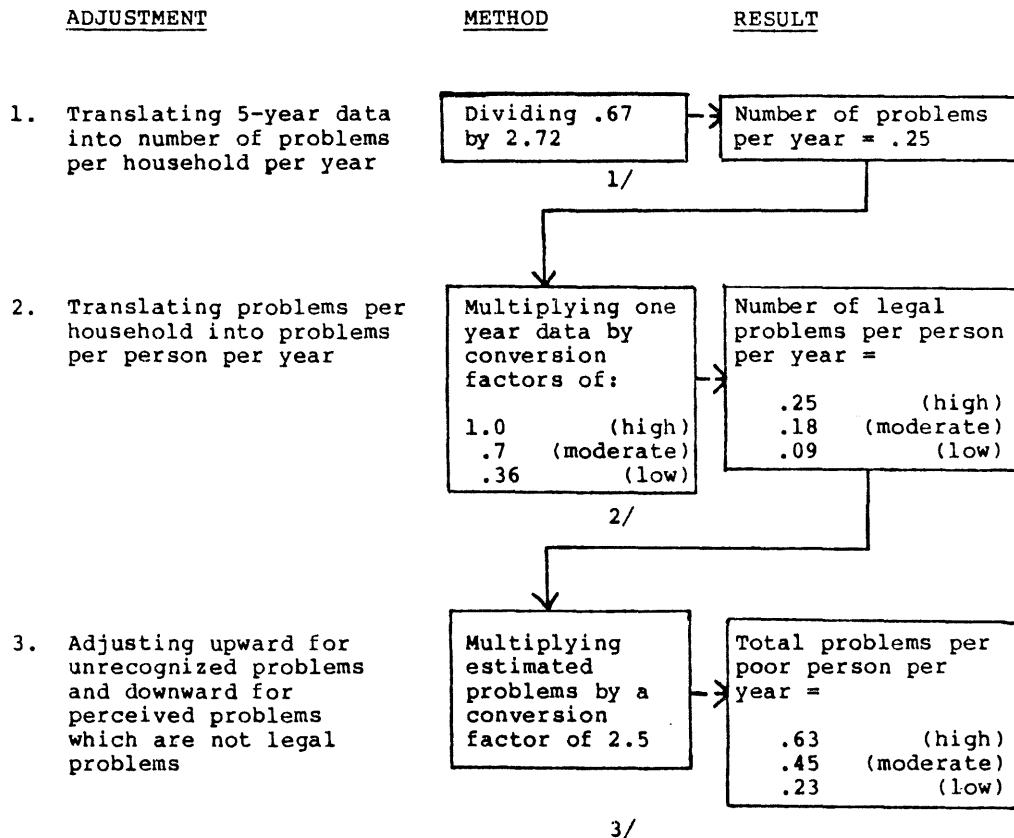 ADJUSTMENT METHOD RESULT
1. Translating 5-year data
into number of problems
per household per year
Dividing .67
by 2.72
Number of problems
per year = .25
1/
2. Translating problems per
household into problems
per person per year
Multiplying one
year data by
conversion
factors of:
1.0 (high)
.7 (moderate)
.36 (low)
Number of legal
problems per person
per year =
.25 (high)
.18 (moderate)
.09 (low)
2/
3. Adjusting upward for
unrecognized problems
and downward for
perceived problems
which are not legal
problems
Multiplying
estimated
problems by a
conversion
factor of 2.5
Total problems per
poor person per
year =
.63 (high)
.45 (moderate)
.23 (low)
3/